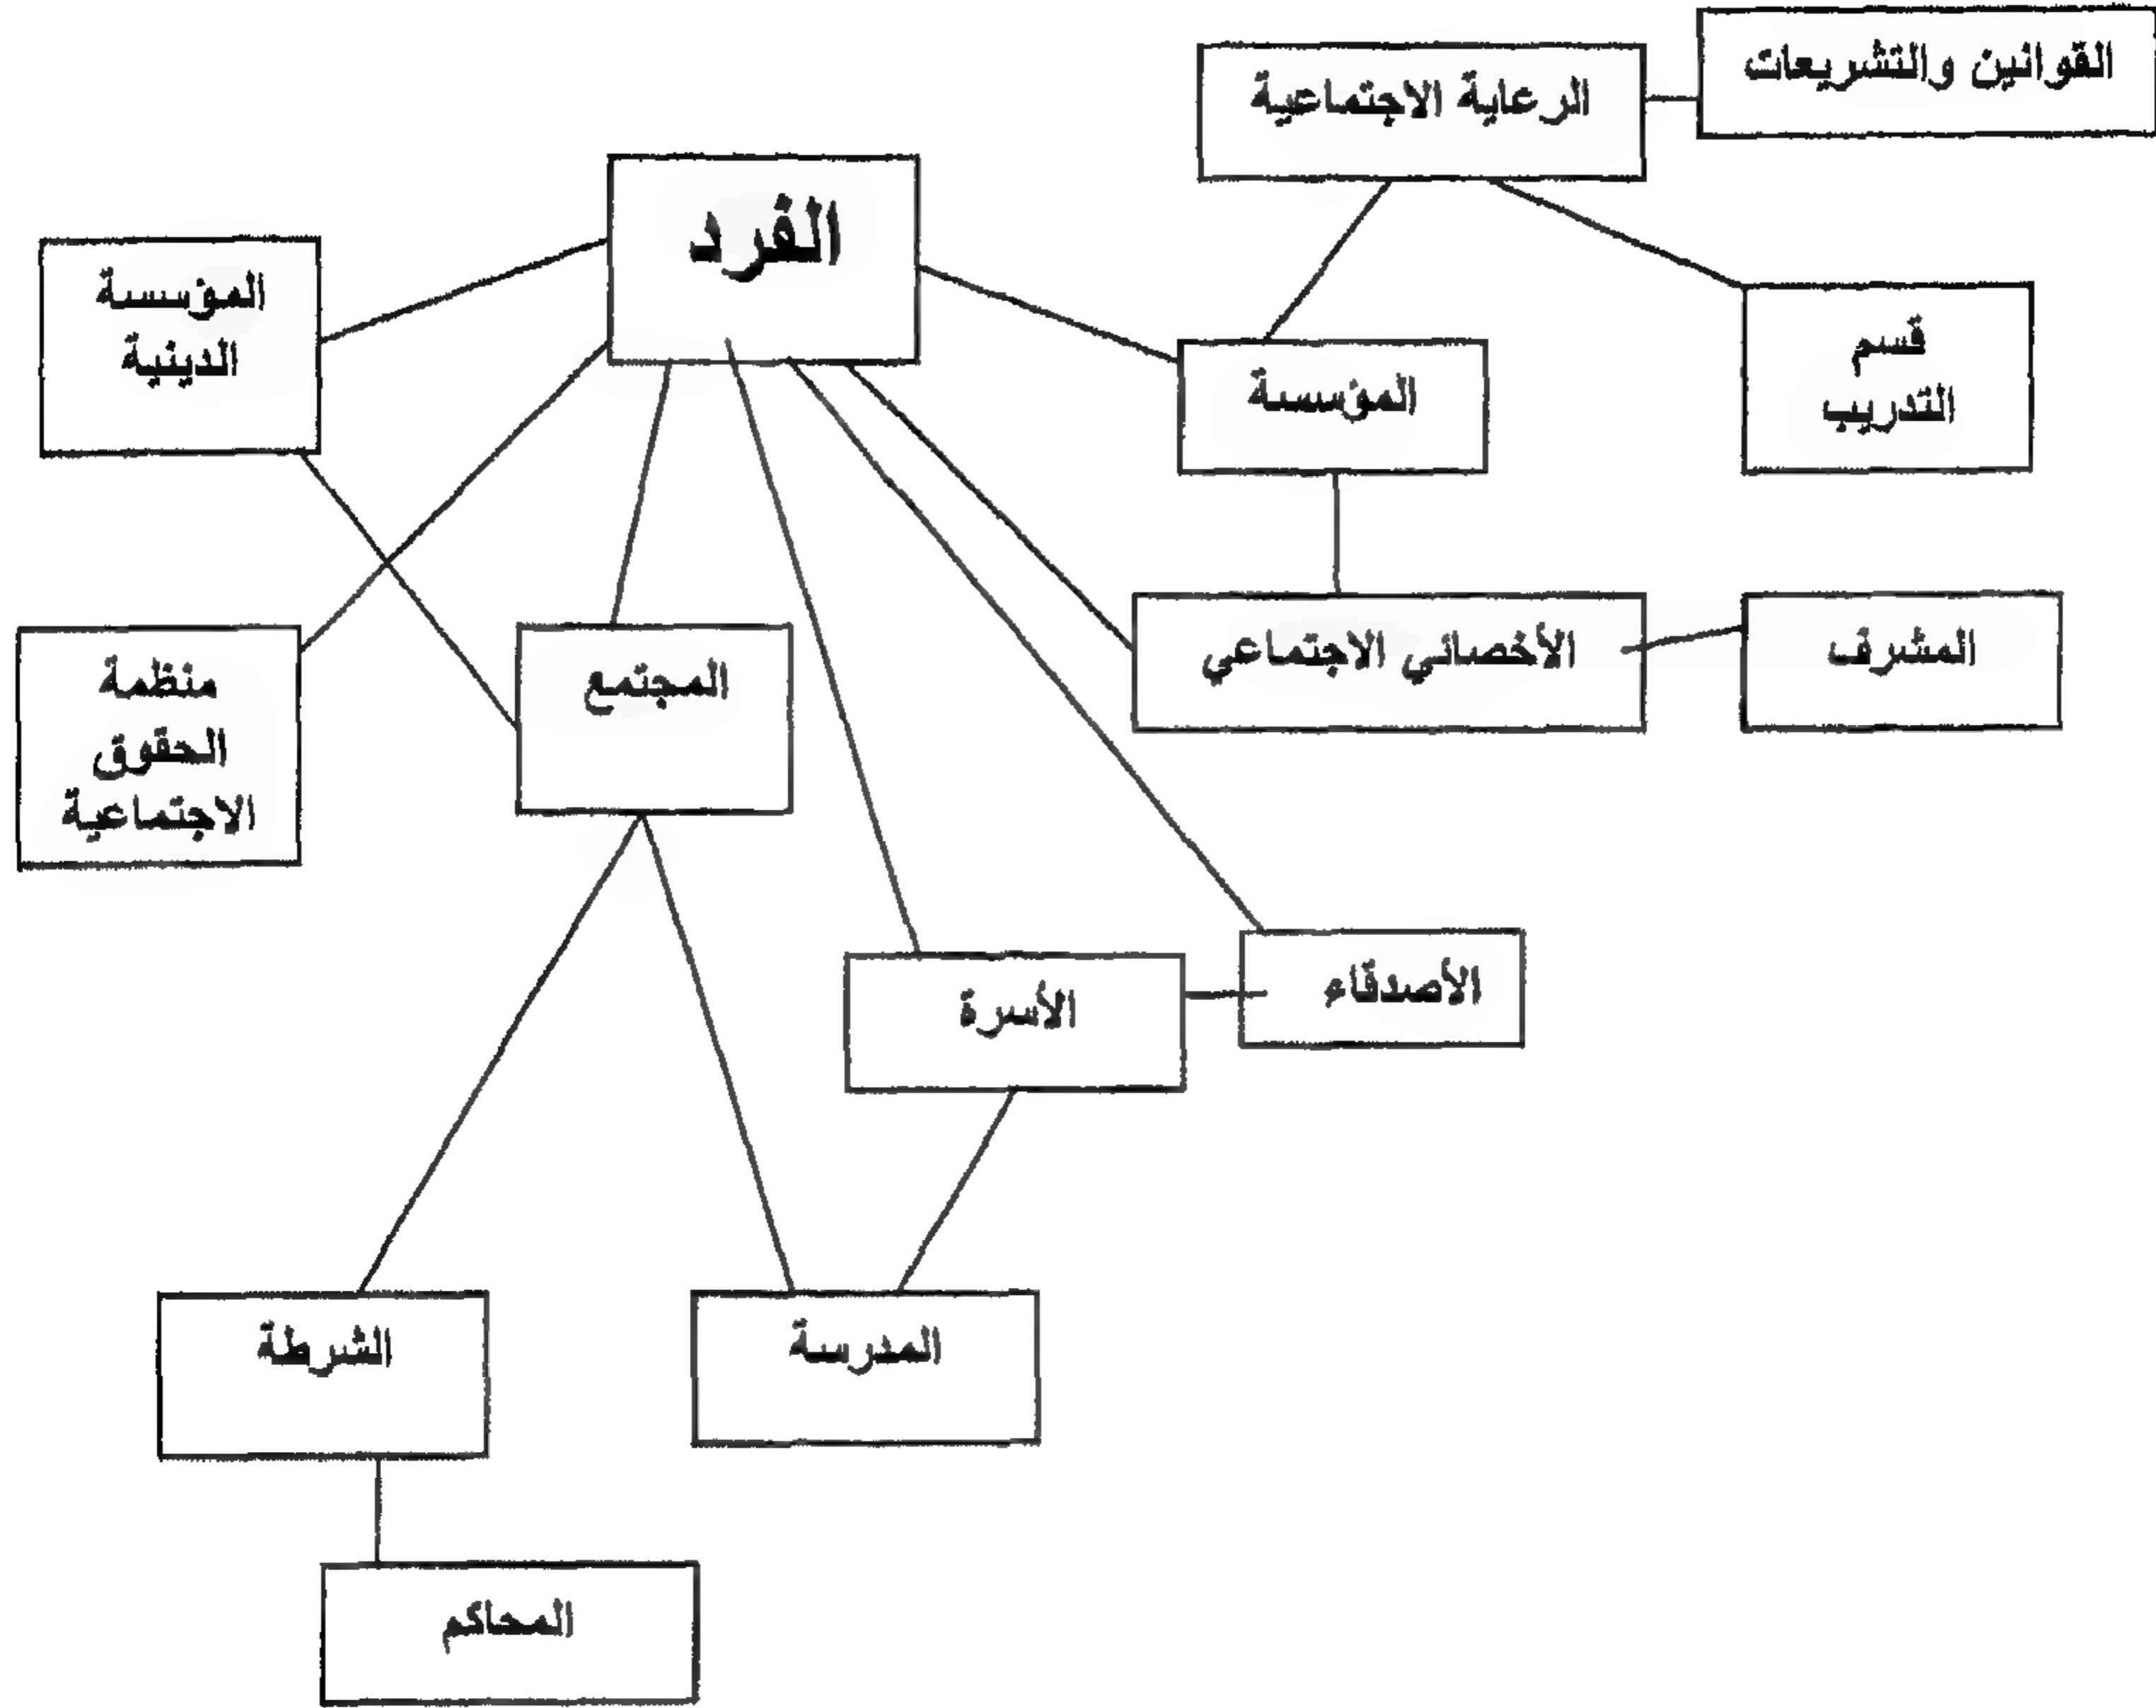 القوانين والتشريعات
الرعاية الاجتماعية
الفرد
المؤسسة
الدينية
قسم
التدريب
المؤسسة
الأخصائي الاجتماعي
المشرف
المجتمع
منظمة
الحقوق
الاجتماعية
الأصدقاء
الأسرة
المدرسة
الشرطة
المحاكم